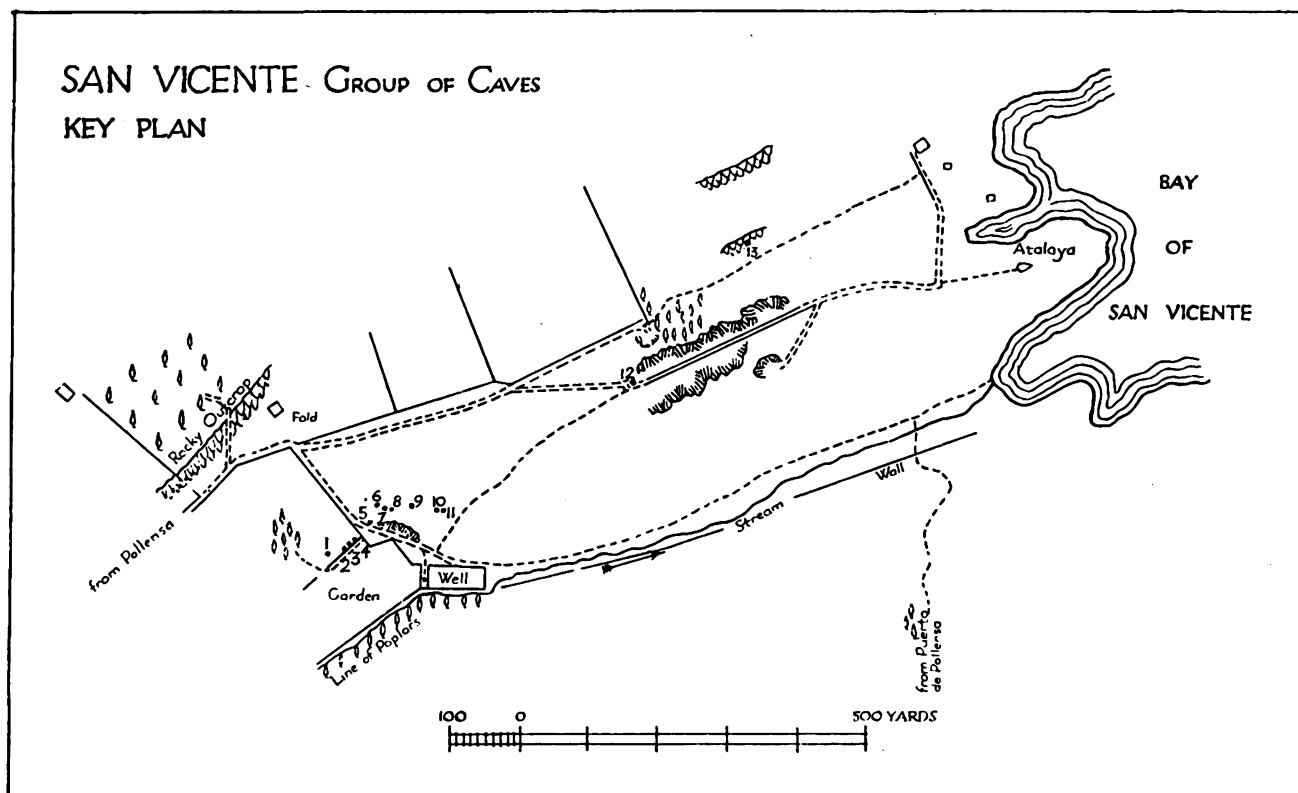 SAN VICENTE GROUP OF CAVES
KEY PLAN
BAY
OF
SAN VICENTE
Atalaya
13
12
Rocky Outcrop
Fold
from Pollensa
6
5
7
8
9
10
11
1
2
3
4
Garden
Well
Line of Poplars
Stream
Wall
from Puerto
de Pollensa
100 0 500 YARDS